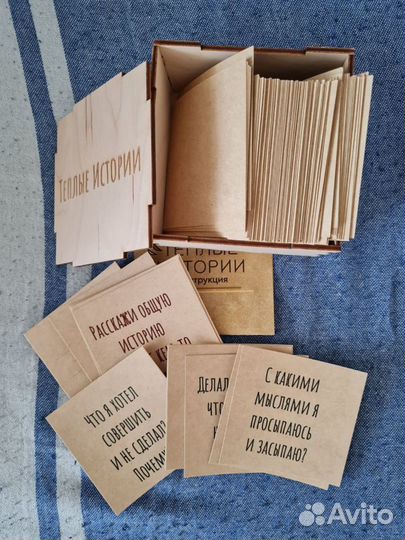 Теплые Истории
ТЕПЛЫЕ
ИСТОРИИ
Расскажи общую
историю
Что я хотел
совершить
и не сделал?
Почему
Делал
что
С какими
мыслями я
просыпаюсь
и засыпаю?
Avito